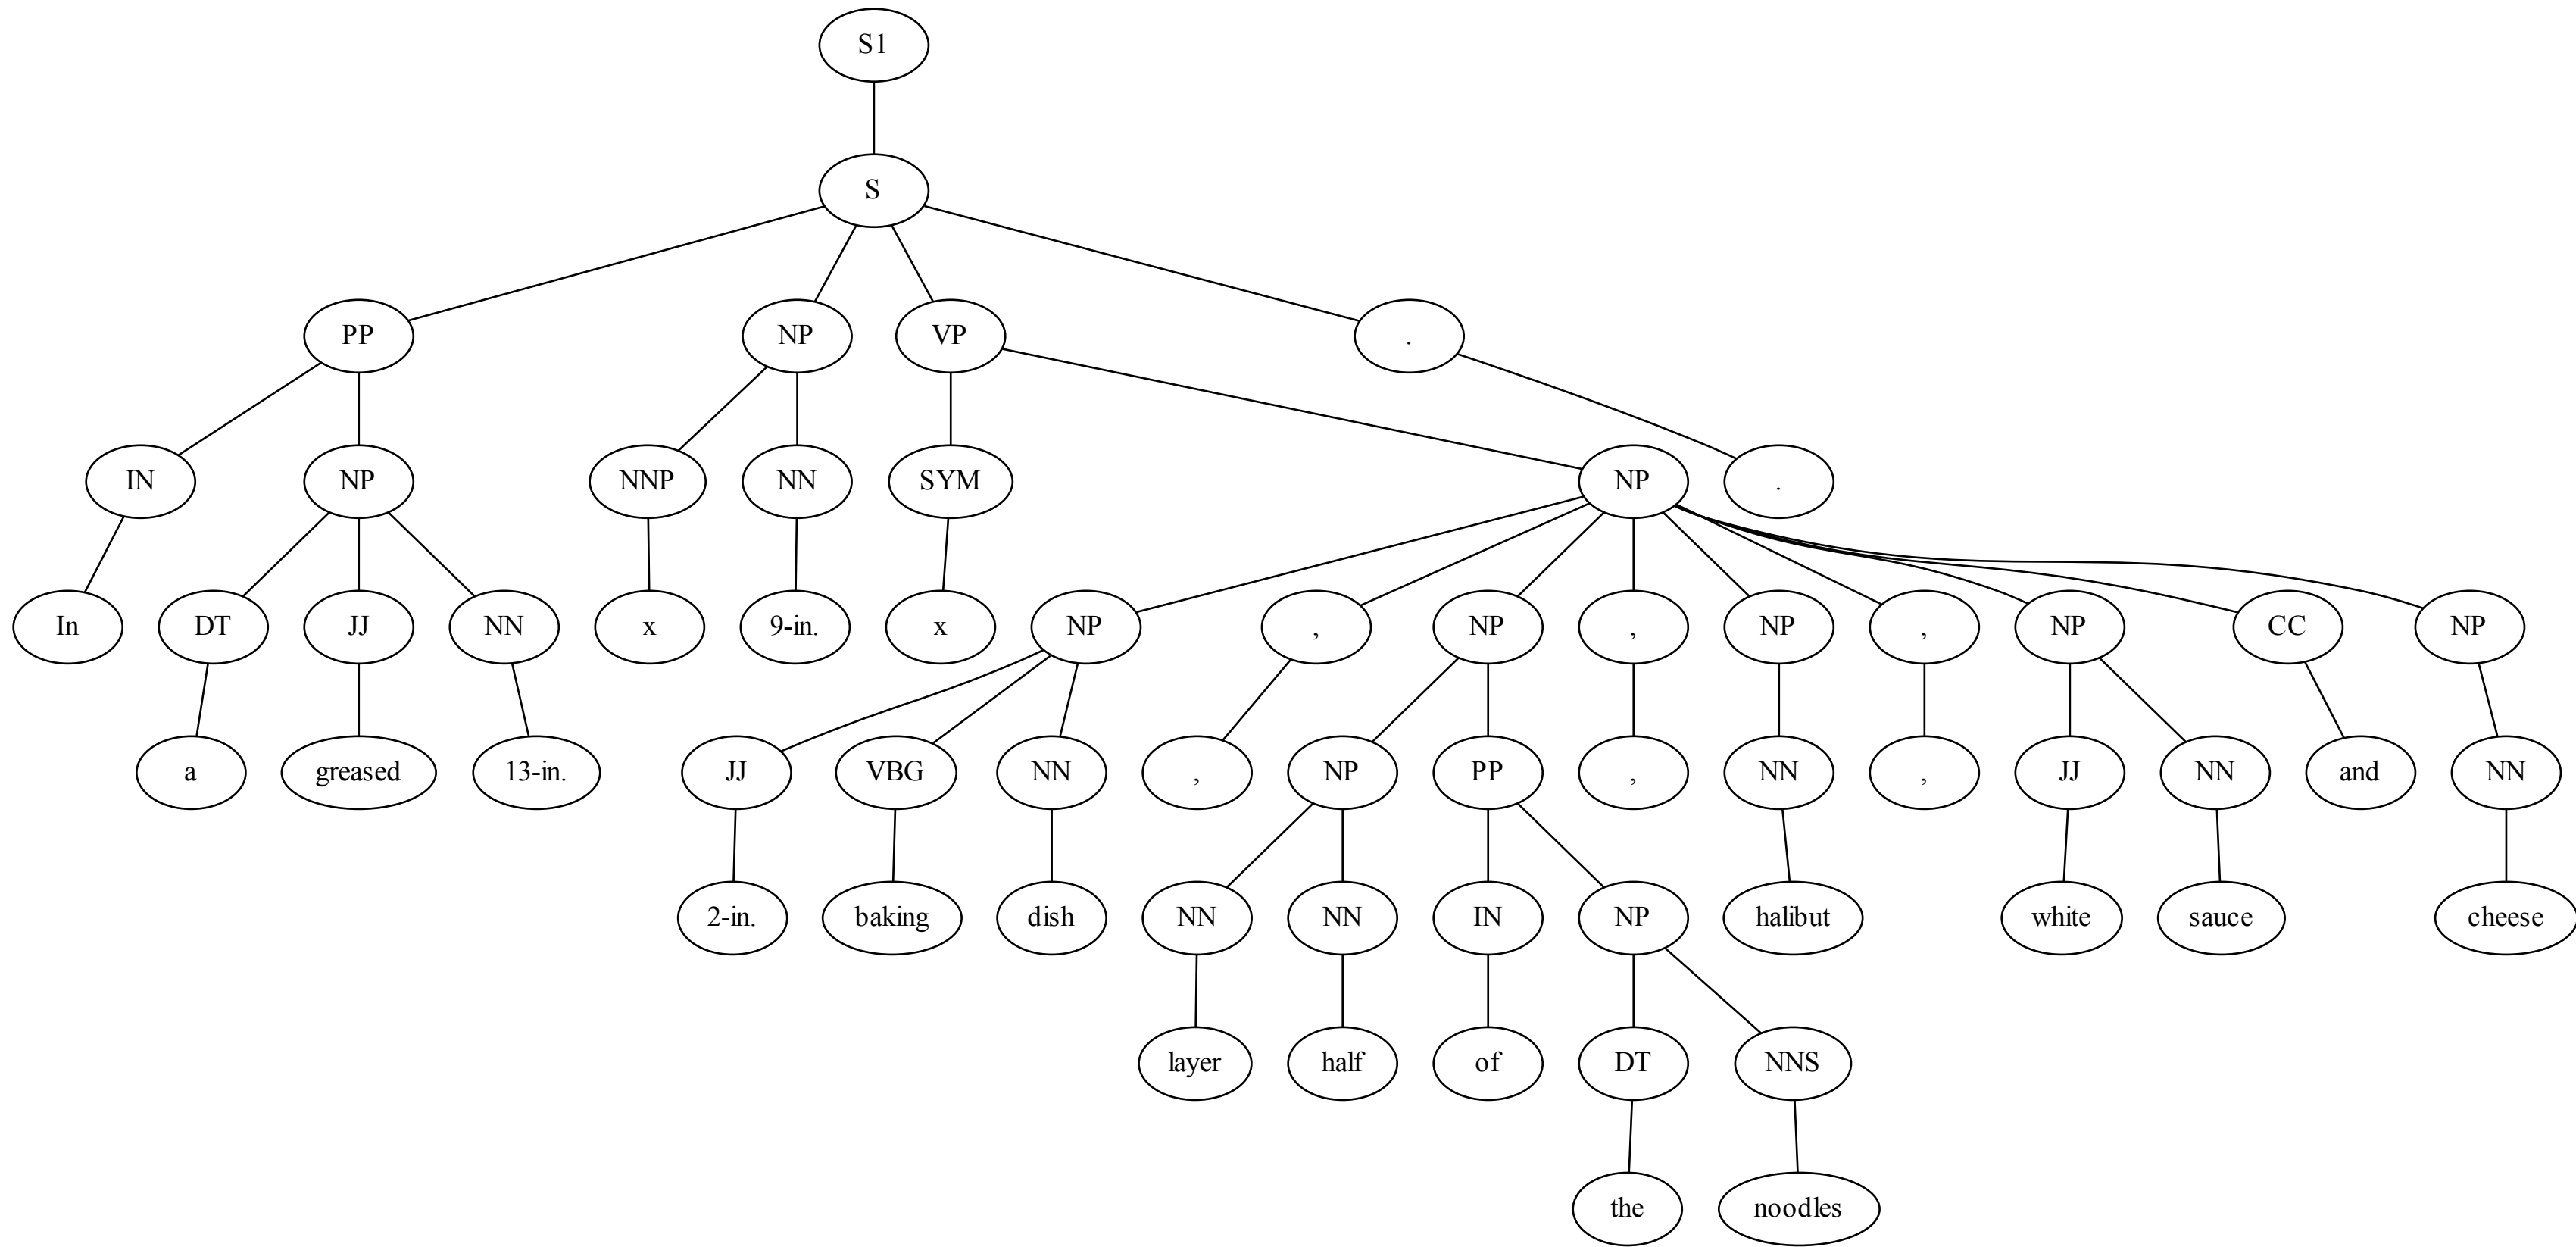 S1
S
PP NP VP .
IN NP NNP NN SYM NP .
In DT JJ NN x 9-in. x NP , NP , NP , NP CC NP
a greased 13-in. JJ VBG NN , NP PP , NN , JJ NN and NN
2-in. baking dish NN NN IN NP halibut white sauce cheese
layer half of DT NNS
the noodles